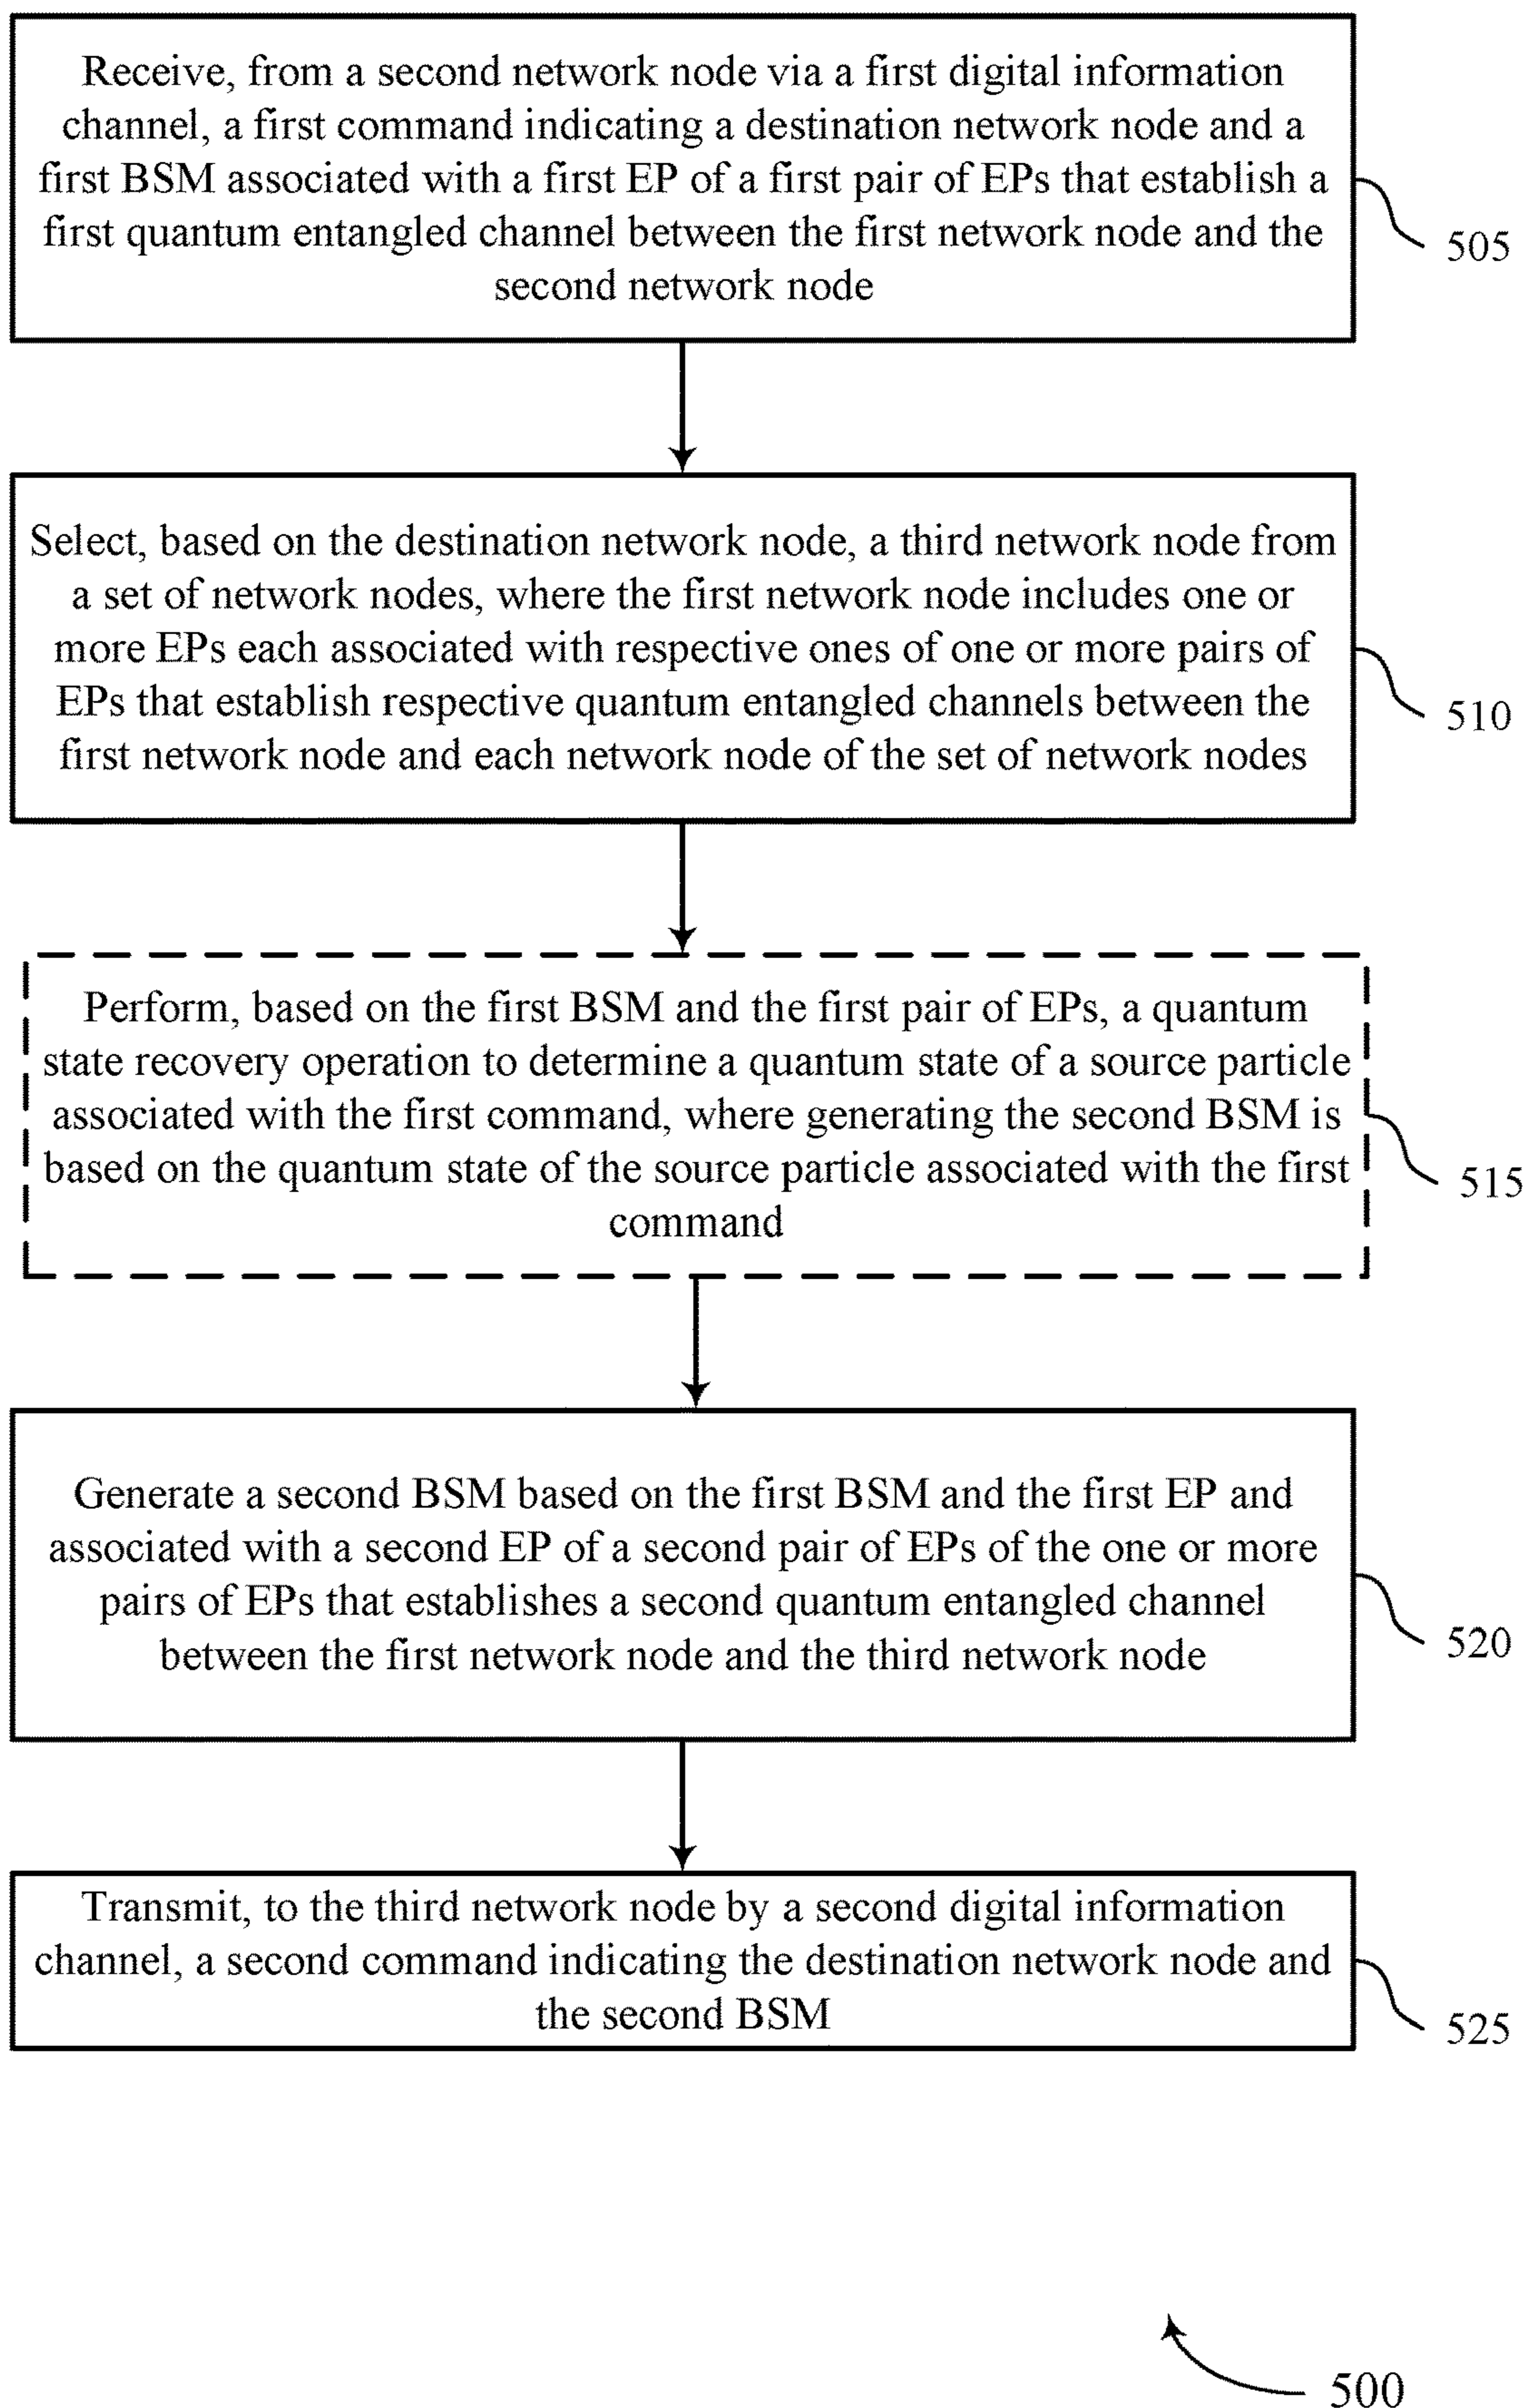 Receive, from a second network node via a first digital information
channel, a first command indicating a destination network node and a
first BSM associated with a first EP of a first pair of EPs that establish a
first quantum entangled channel between the first network node and the
second network node
505
Select, based on the destination network node, a third network node from
a set of network nodes, where the first network node includes one or
more EPs each associated with respective ones of one or more pairs of
EPs that establish respective quantum entangled channels between the
first network node and each network node of the set of network nodes
510
Perform, based on the first BSM and the first pair of EPs, a quantum
state recovery operation to determine a quantum state of a source particle
associated with the first command, where generating the second BSM is
based on the quantum state of the source particle associated with the first
command
515
Generate a second BSM based on the first BSM and the first EP and
associated with a second EP of a second pair of EPs of the one or more
pairs of EPs that establishes a second quantum entangled channel
between the first network node and the third network node
520
Transmit, to the third network node by a second digital information
channel, a second command indicating the destination network node and
the second BSM
525
500